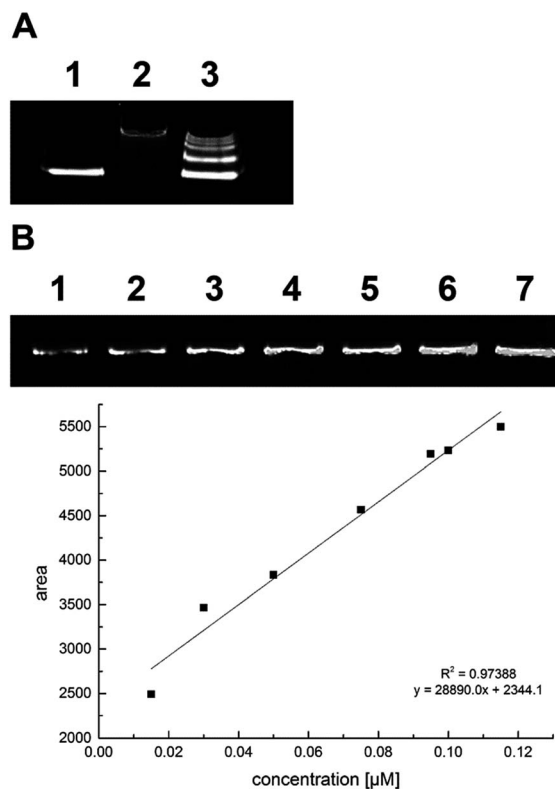 A
1 2 3
B
1 2 3 4 5 6 7
5500
5000
4500
4000
3500
3000
2500
2000
area
R² = 0.97388
y = 28890.0x + 2344.1
0.00 0.02 0.04 0.06 0.08 0.10 0.12
concentration [µM]